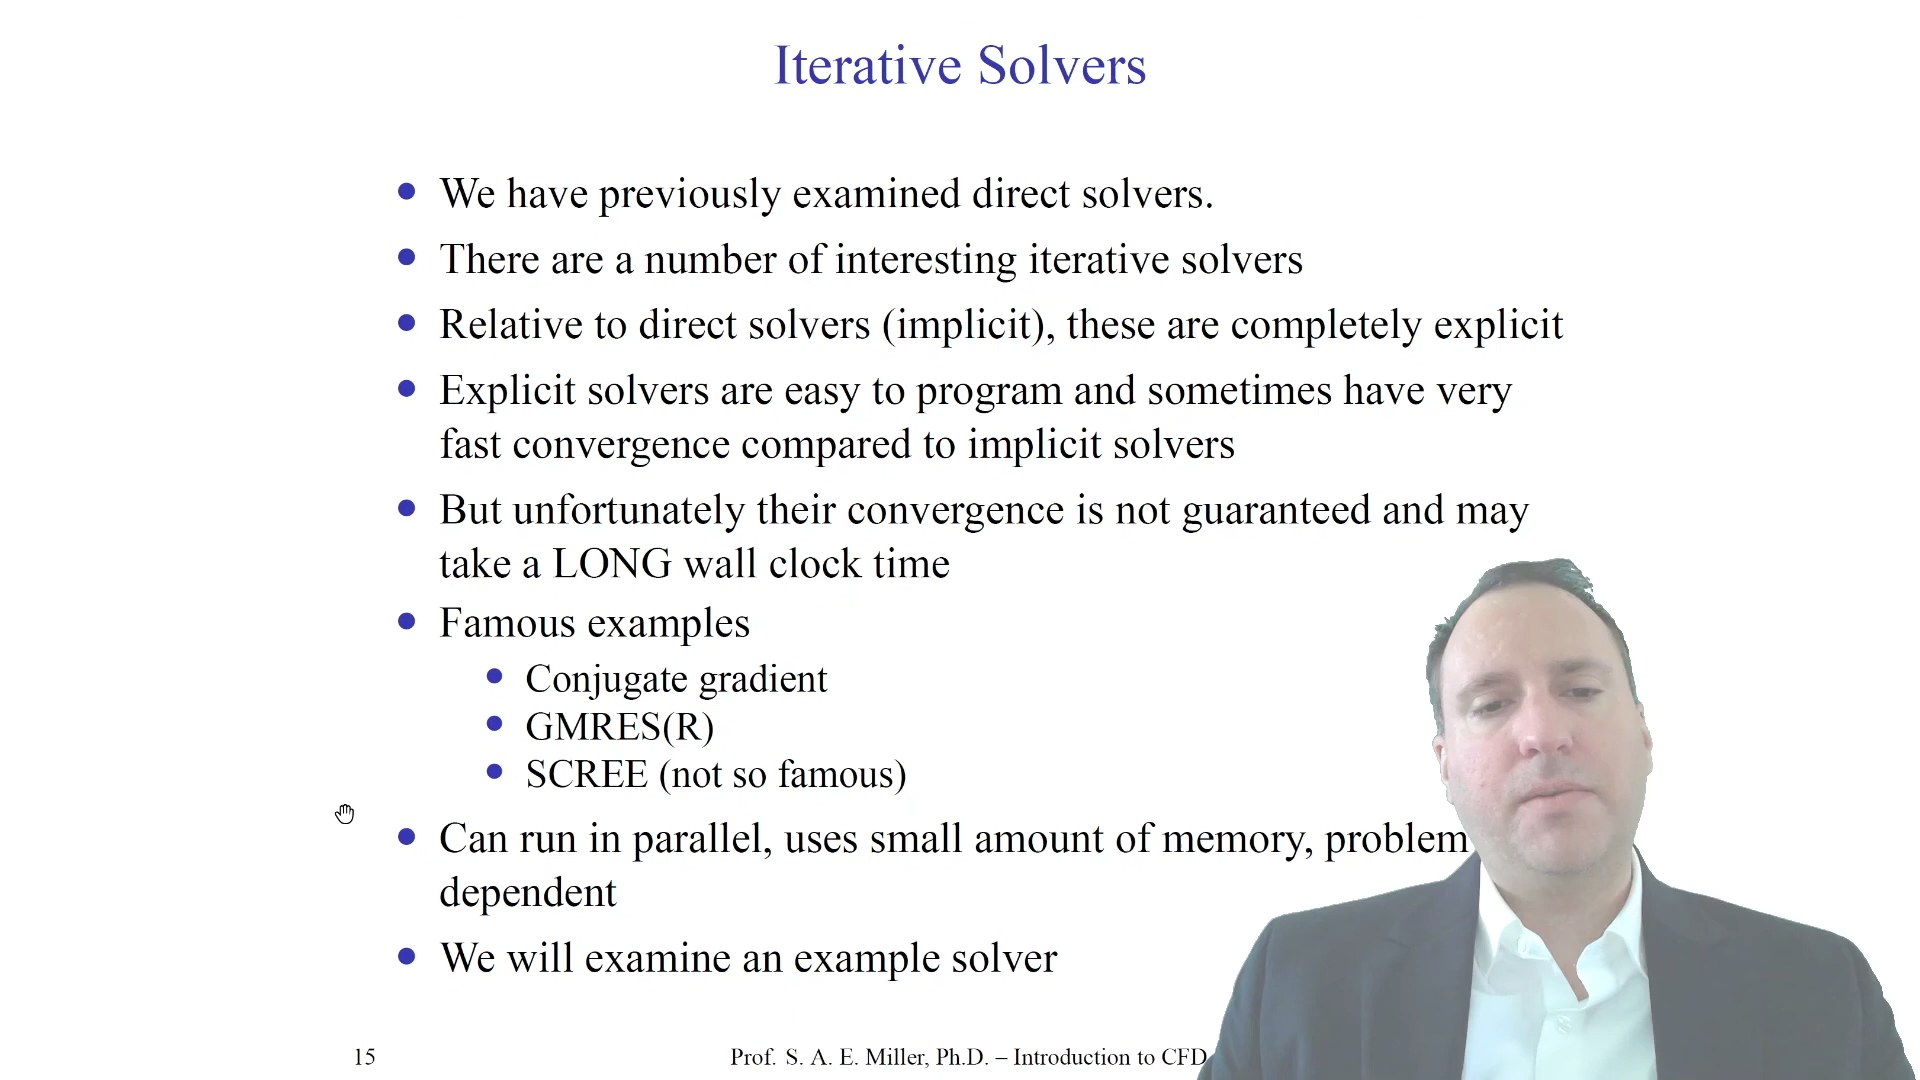 Iterative Solvers
We have previously examined direct solvers.
There are a number of interesting iterative solvers
Relative to direct solvers (implicit), these are completely explicit
Explicit solvers are easy to program and sometimes have very
fast convergence compared to implicit solvers
But unfortunately their convergence is not guaranteed and may
take a LONG wall clock time
Famous examples
Conjugate gradient
GMRES(R)
SCREE (not so famous)
Can run in parallel, uses small amount of memory, problem
dependent
We will examine an example solver
15
Prof. S. A. E. Miller, Ph.D. – Introduction to CFD